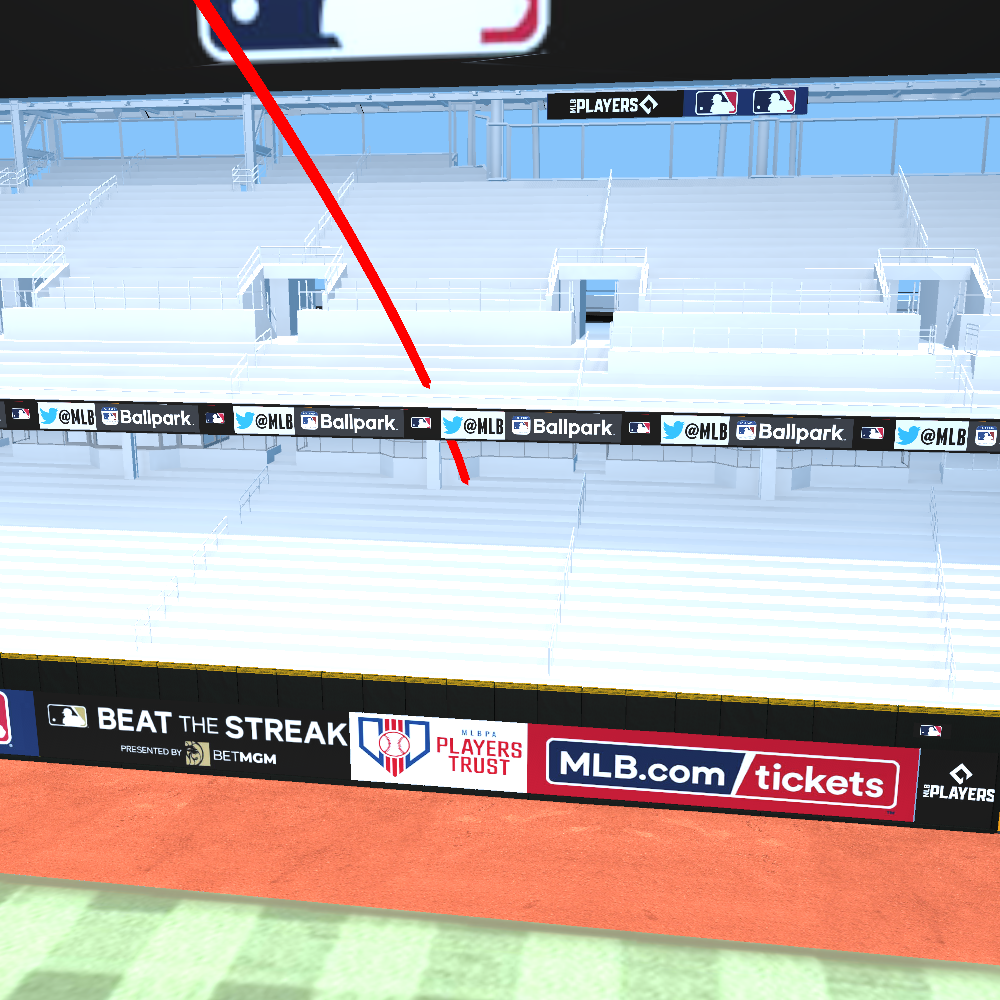 MLB PLAYERS
@MLB Ballpark. @MLB Ballpark. @MLB Ballpark. @MLB Ballpark. @MLB
BEAT THE STREAK
PRESENTED BY BETMGM
MLBPA
PLAYERS
TRUST
MLB.com / tickets
MLB PLAYERS